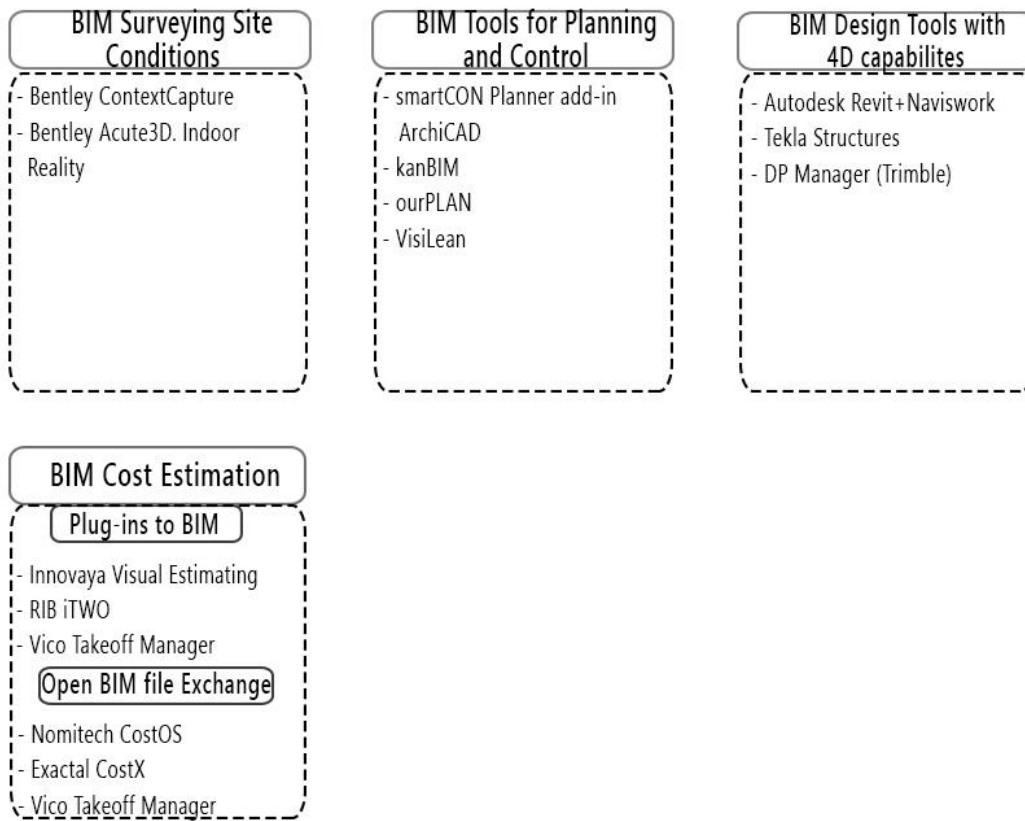 BIM Surveying Site
Conditions
- Bentley ContextCapture
- Bentley Acute3D. Indoor
Reality
BIM Tools for Planning
and Control
- smartCON Planner add-in
ArchiCAD
- kanBIM
- ourPLAN
- VisiLean
BIM Design Tools with
4D capabilites
- Autodesk Revit+Naviswork
- Tekla Structures
- DP Manager (Trimble)
BIM Cost Estimation
Plug-ins to BIM
- Innovaya Visual Estimating
- RIB iTWO
- Vico Takeoff Manager
Open BIM file Exchange
- Nomitech CostOS
- Exactal CostX
- Vico Takeoff Manager